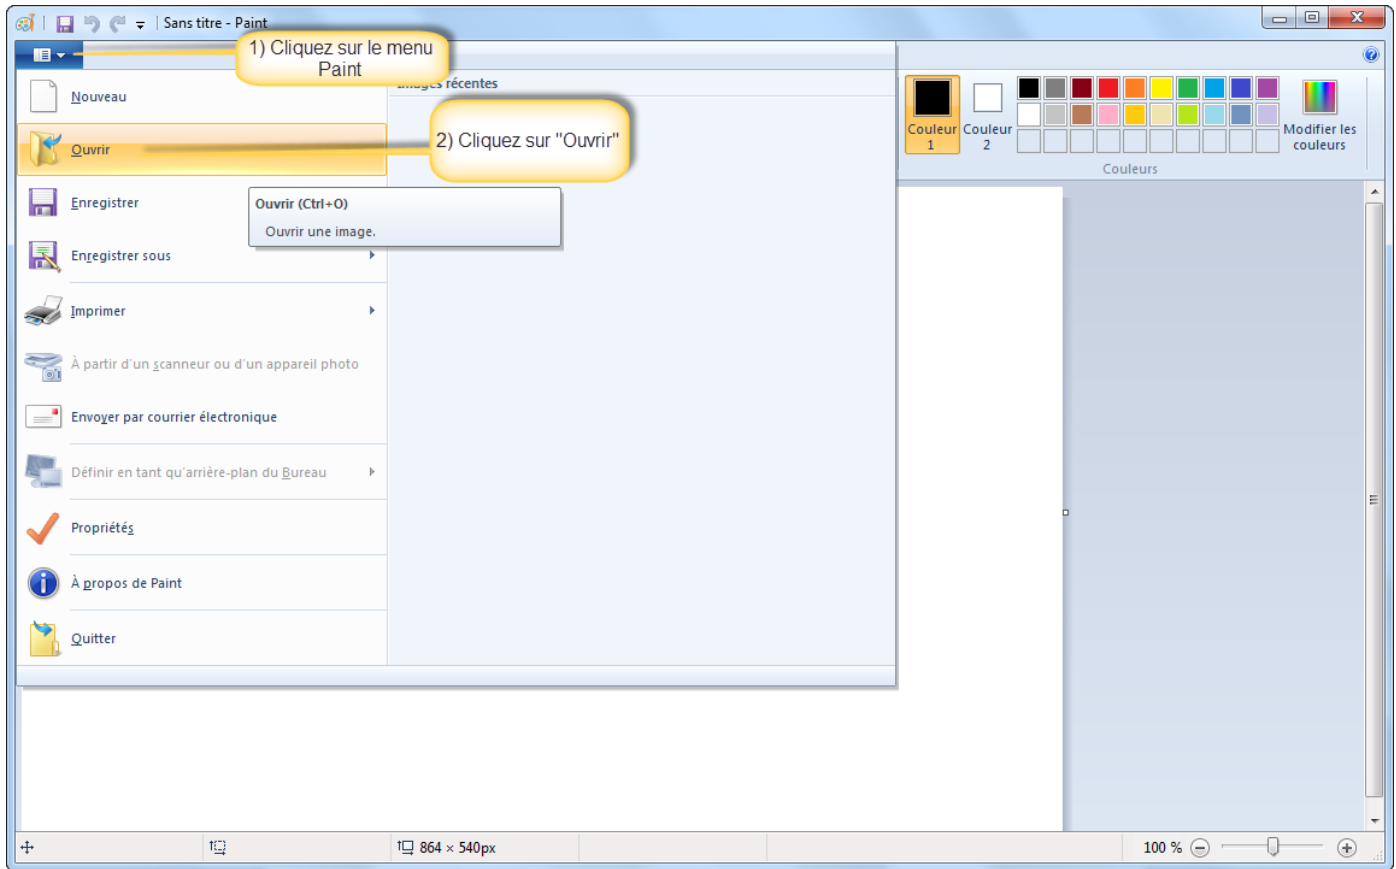 Sans titre - Paint
1) Cliquez sur le menu
Paint
Images récentes
Nouveau
Ouvrir
2) Cliquez sur "Ouvrir"
Enregistrer
Ouvrir (Ctrl+O)
Ouvrir une image.
Enregistrer sous
Imprimer
À partir d'un scanneur ou d'un appareil photo
Envoyer par courrier électronique
Définir en tant qu'arrière-plan du Bureau
Propriétés
À propos de Paint
Quitter
Couleur
1
Couleur
2
Modifier les
couleurs
Couleurs
864 × 540px
100 %